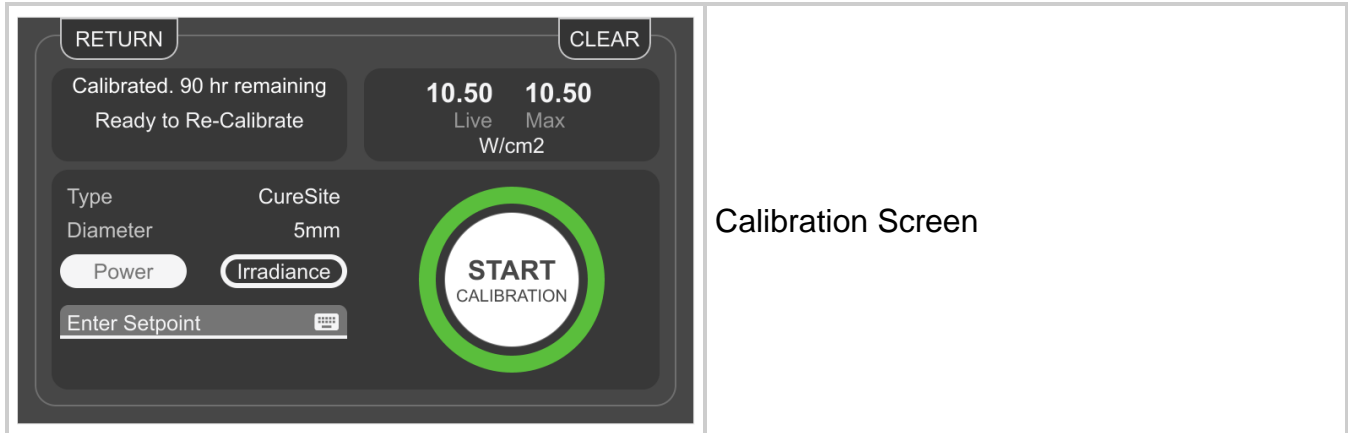 RETURN
CLEAR
Calibrated. 90 hr remaining
Ready to Re-Calibrate
10.50 10.50
Live Max
W/cm2
Type CureSite
Diameter 5mm
Power Irradiance
Enter Setpoint
START
CALIBRATION
Calibration Screen